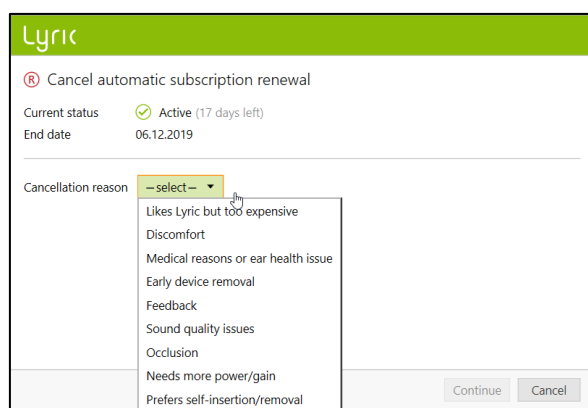 Lyric
R Cancel automatic subscription renewal
Current status Active (17 days left)
End date 06.12.2019
Cancellation reason – select –
Likes Lyric but too expensive
Discomfort
Medical reasons or ear health issue
Early device removal
Feedback
Sound quality issues
Occlusion
Needs more power/gain
Prefers self-insertion/removal
Continue Cancel